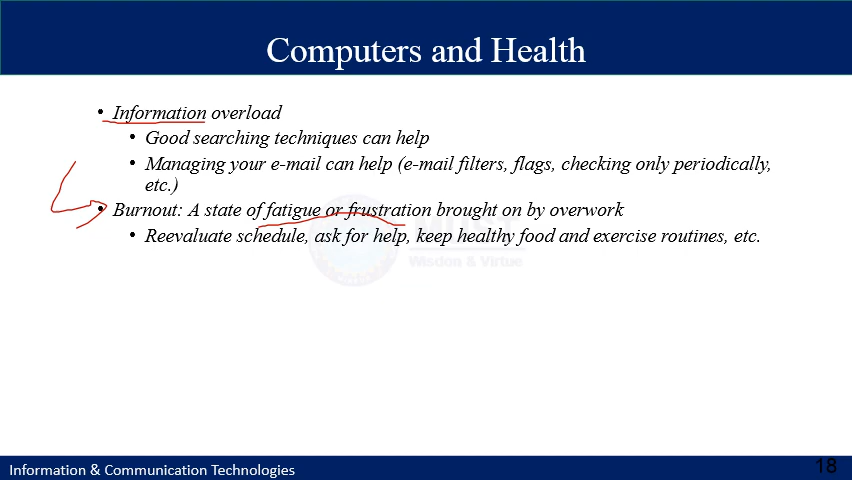 Computers and Health
• Information overload
• Good searching techniques can help
• Managing your e-mail can help (e-mail filters, flags, checking only periodically,
etc.)
• Burnout: A state of fatigue or frustration brought on by overwork
• Reevaluate schedule, ask for help, keep healthy food and exercise routines, etc.
Wisdom & Virtue
Information & Communication Technologies
18